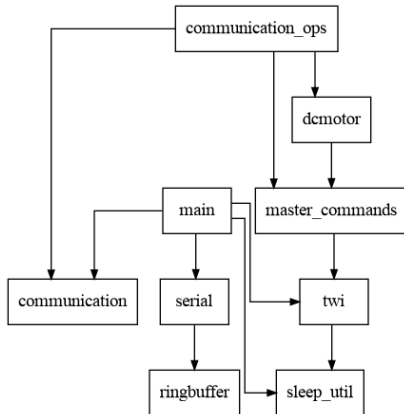 communication_ops
dcmotor
main
master_commands
communication
serial
twi
ringbuffer
sleep_util